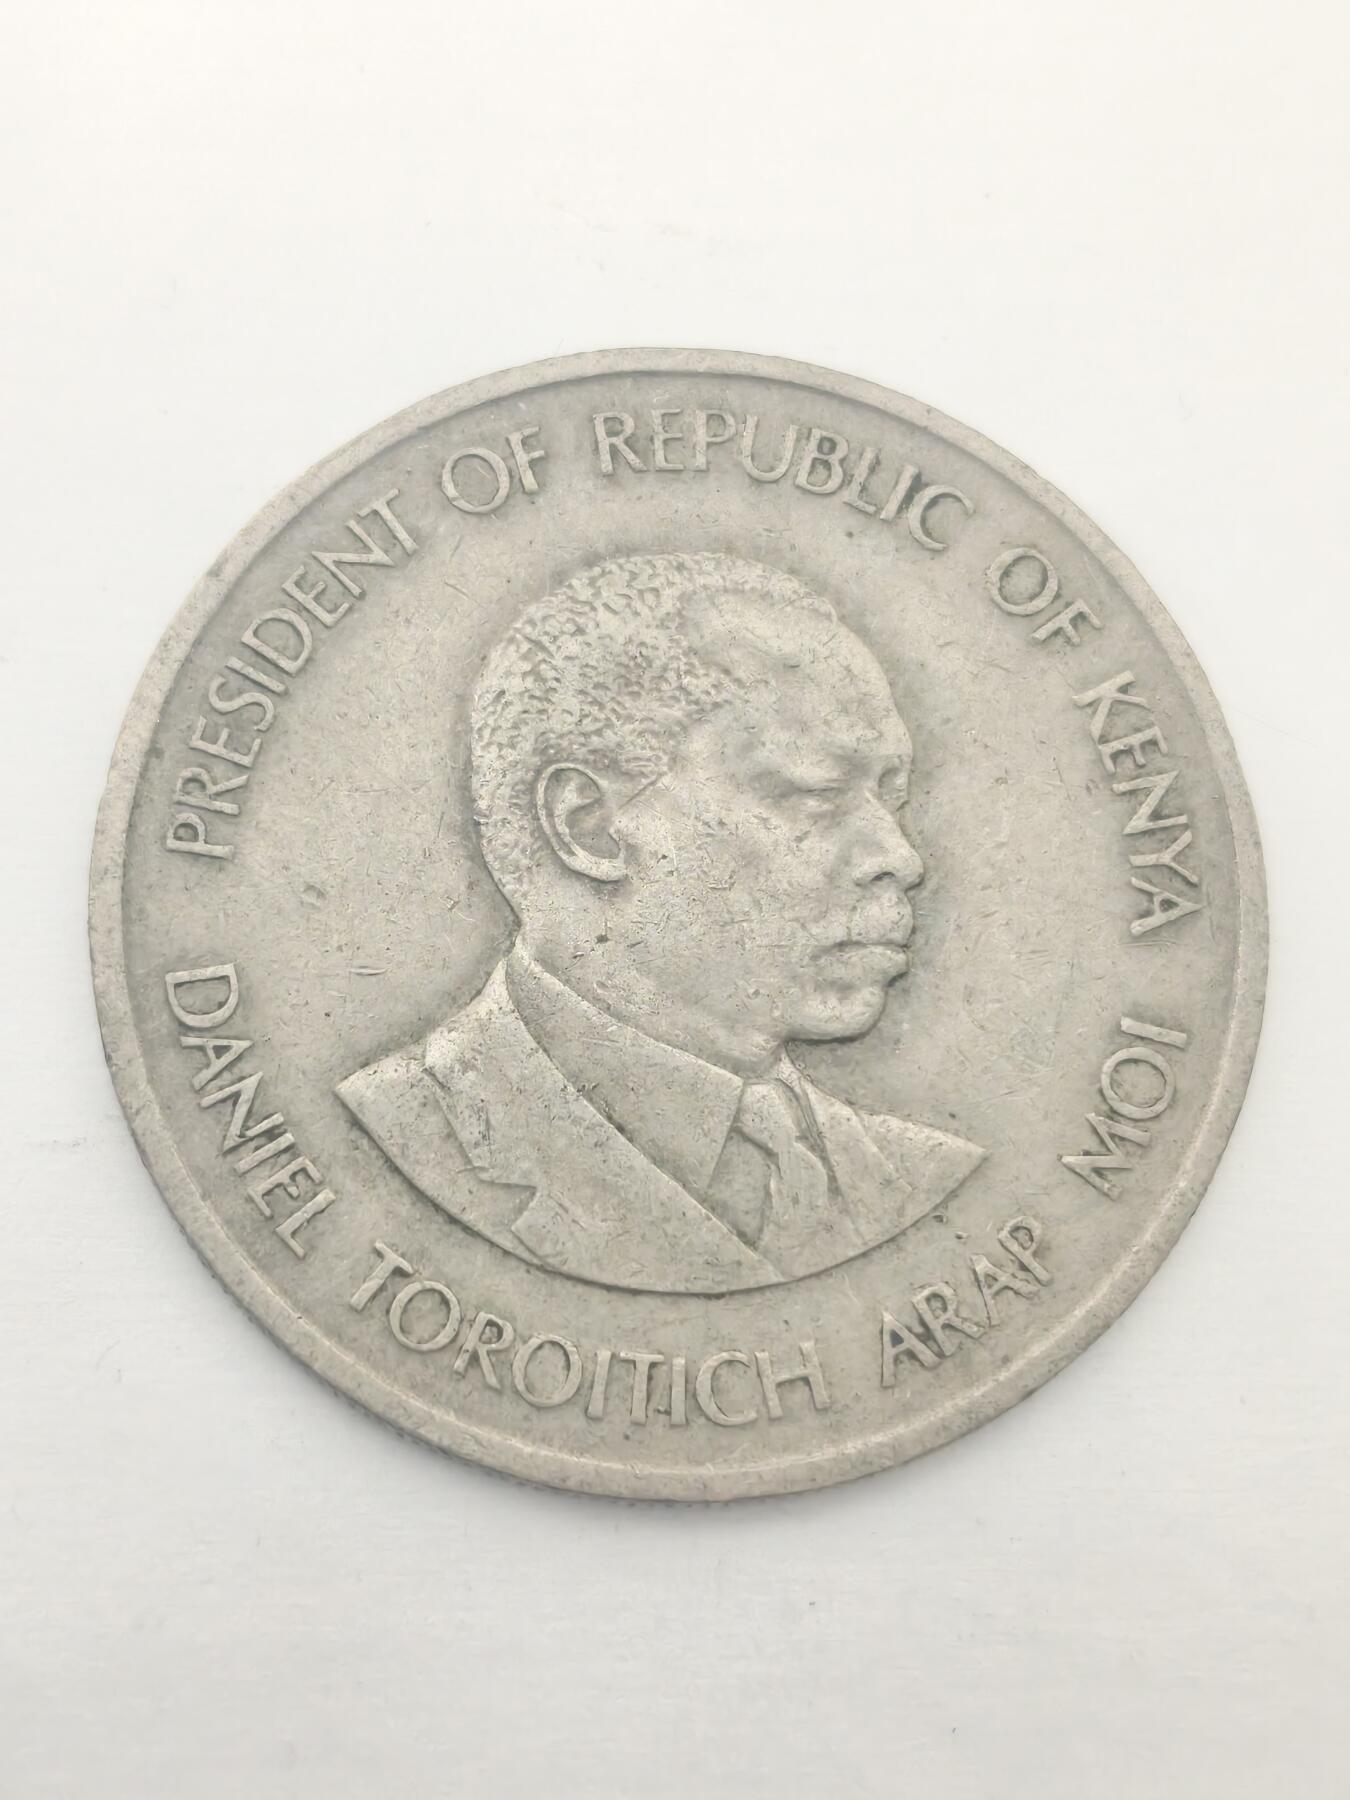 PRESIDENT OF REPUBLIC OF KENYA
DANIEL TOROITICH ARAP MOI